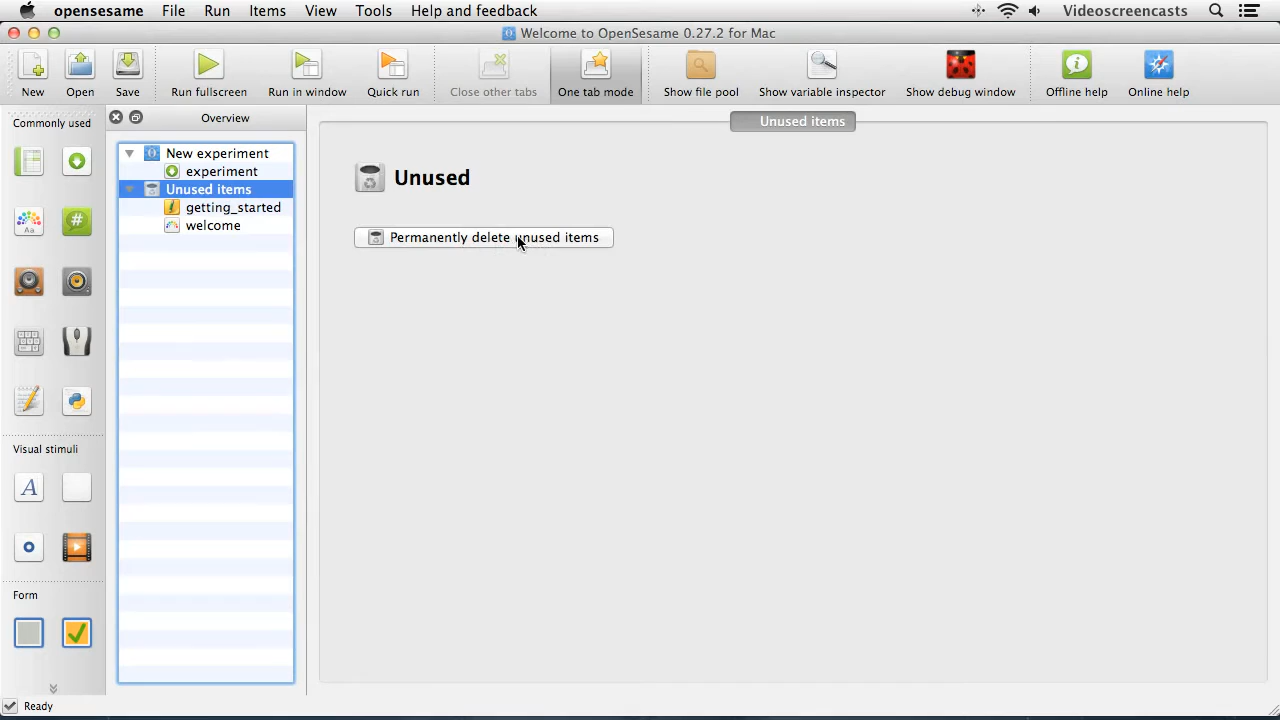 opensesame File Run Items View Tools Help and feedback Videoscreencasts
Welcome to OpenSesame 0.27.2 for Mac
New Open Save Run fullscreen Run in window Quick run Close other tabs One tab mode Show file pool Show variable inspector Show debug window Offline help Online help
Commonly used
Overview
Unused items
New experiment
experiment
Unused items
getting_started
welcome
Unused
Permanently delete unused items
Aa
#
Visual stimuli
A
Form
Ready